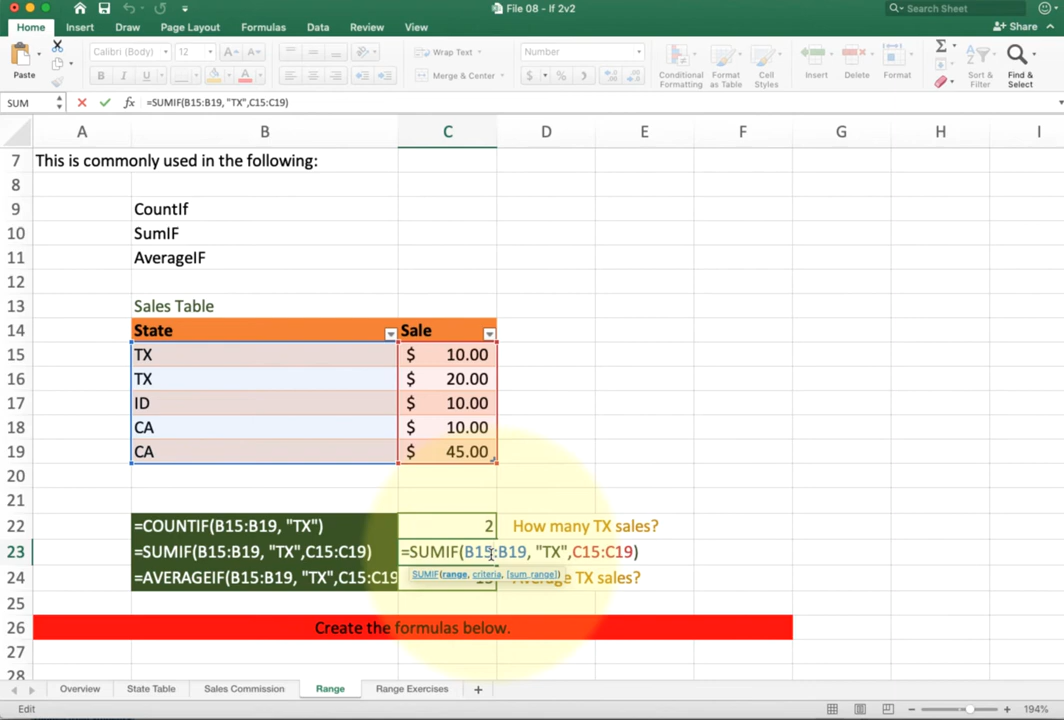 File 08 - If 2v2
Search Sheet
Home Insert Draw Page Layout Formulas Data Review View
Share
Paste
Calibri (Body) 12 A A
B I U A
Wrap Text
Merge & Center
Number
$ %
Conditional Formatting
Format as Table
Cell Styles
Insert
Delete
Format
Sort & Filter
Find & Select
SUM fx =SUMIF(B15:B19, "TX",C15:C19)
A B C D E F G H I
7 This is commonly used in the following:
8
9 CountIf
10 SumIF
11 AverageIF
12
13 Sales Table
14 State Sale
15 TX $ 10.00
16 TX $ 20.00
17 ID $ 10.00
18 CA $ 10.00
19 CA $ 45.00
20
21
22 =COUNTIF(B15:B19, "TX") 2 How many TX sales?
23 =SUMIF(B15:B19, "TX",C15:C19) =SUMIF(B15:B19, "TX",C15:C19)
SUMIF(range, criteria, [sum_range])
24 =AVERAGEIF(B15:B19, "TX",C15:C19 15 Average TX sales?
25
26 Create the formulas below.
27
28
Overview State Table Sales Commission Range Range Exercises +
Edit 194%